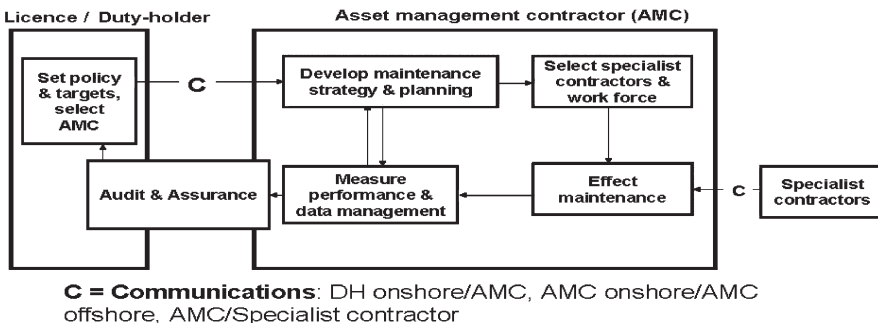 Licence / Duty-holder
Asset management contractor (AMC)
Set policy
& targets,
select
AMC
C
Develop maintenance
strategy & planning
Select specialist
contractors &
work force
Audit & Assurance
Measure
performance &
data management
Effect
maintenance
C
Specialist
contractors
C = Communications: DH onshore/AMC, AMC onshore/AMC
offshore, AMC/Specialist contractor